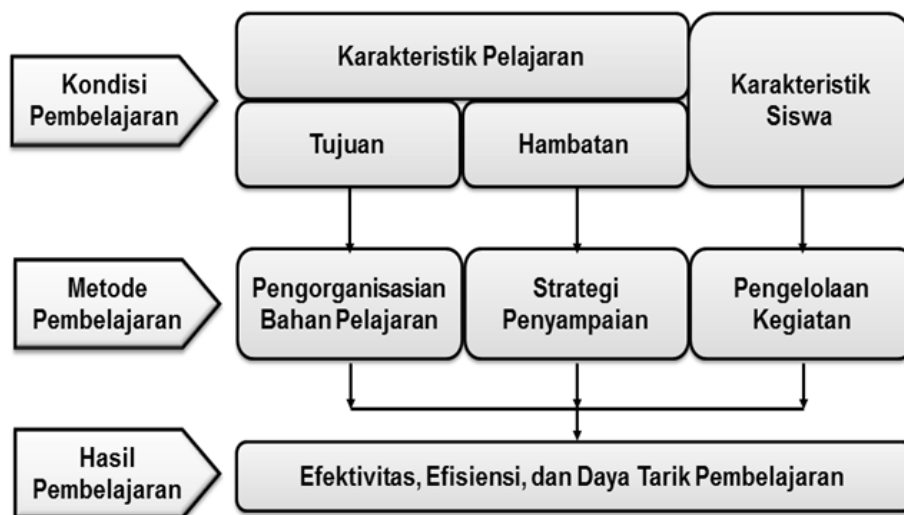 Kondisi
Pembelajaran
Karakteristik Pelajaran
Karakteristik
Siswa
Tujuan
Hambatan
Metode
Pembelajaran
Pengorganisasian
Bahan Pelajaran
Strategi
Penyampaian
Pengelolaan
Kegiatan
Hasil
Pembelajaran
Efektivitas, Efisiensi, dan Daya Tarik Pembelajaran